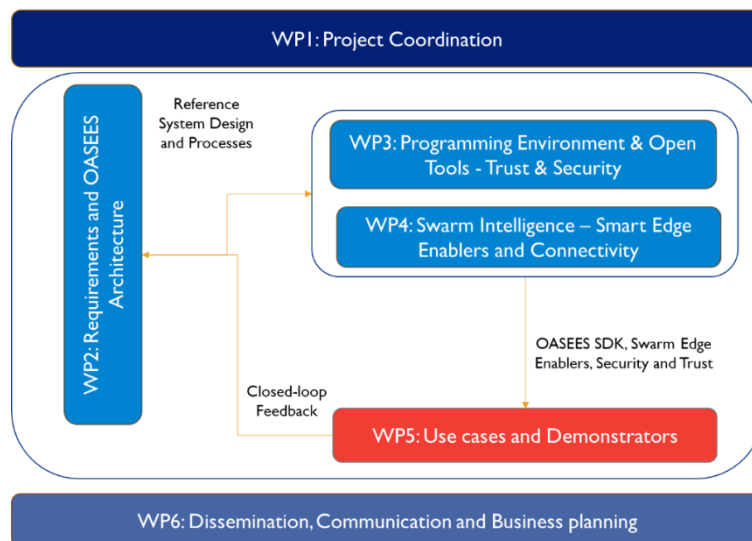 WP1: Project Coordination
WP2: Requirements and OASEES
Architecture
Reference
System Design
and Processes
WP3: Programming Environment & Open
Tools - Trust & Security
WP4: Swarm Intelligence – Smart Edge
Enablers and Connectivity
OASEES SDK, Swarm Edge
Enablers, Security and Trust
Closed-loop
Feedback
WP5: Use cases and Demonstrators
WP6: Dissemination, Communication and Business planning